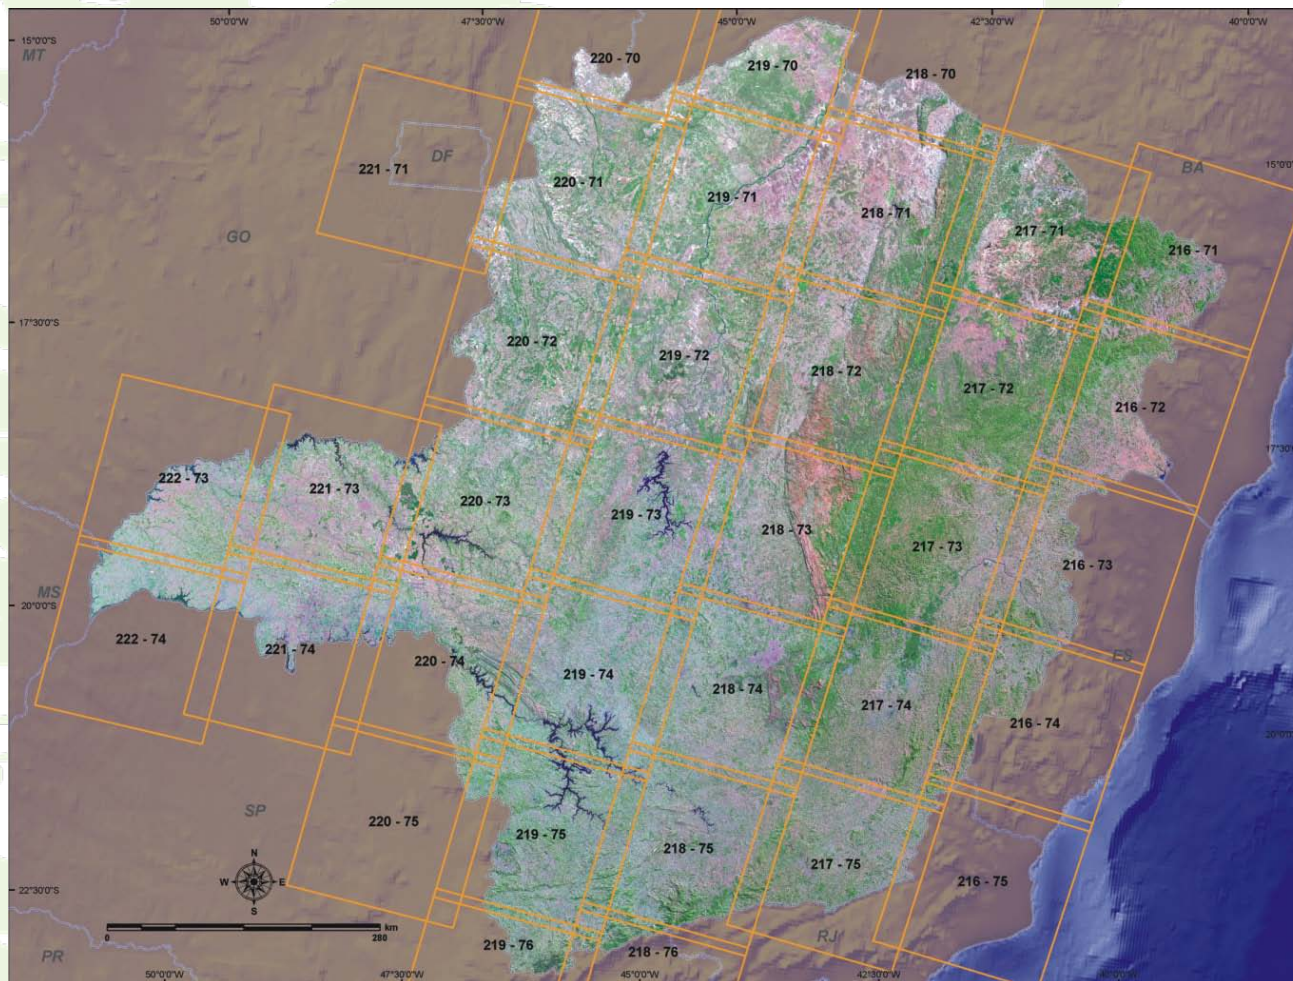 50°0'0"W
47°30'0"W
45°0'0"W
42°30'0"W
40°0'0"W
15°0'0"S
MT
220 - 70
219 - 70
218 - 70
DF
221 - 71
220 - 71
219 - 71
218 - 71
217 - 71
216 - 71
BA
15°0'0"
GO
17°30'0"S
220 - 72
219 - 72
218 - 72
217 - 72
216 - 72
17°30'0"
222 - 73
221 - 73
220 - 73
219 - 73
218 - 73
217 - 73
216 - 73
MS
20°0'0"S
222 - 74
221 - 74
220 - 74
219 - 74
218 - 74
217 - 74
216 - 74
ES
20°0'0"
SP
220 - 75
219 - 75
218 - 75
217 - 75
216 - 75
N
W
E
S
22°30'0"S
km
0
280
PR
219 - 76
218 - 76
RJ
50°0'0"W
47°30'0"W
45°0'0"W
42°30'0"W
40°0'0"W